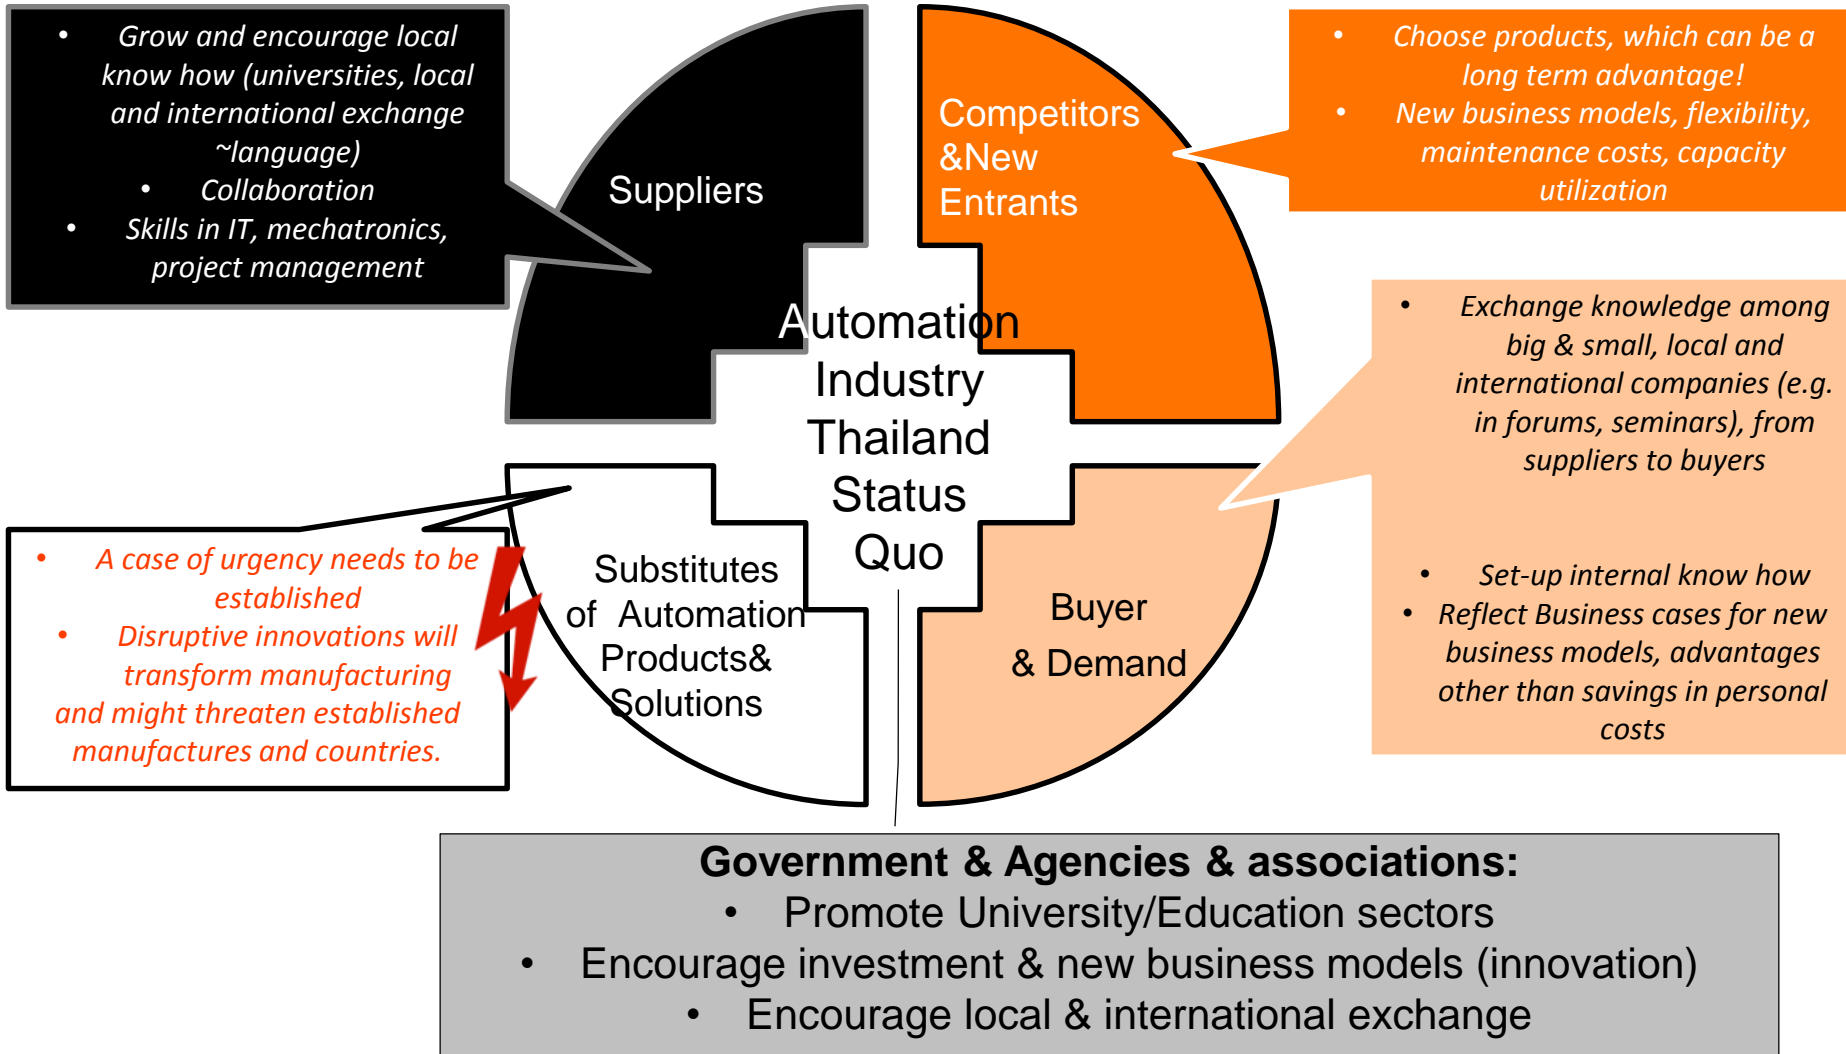 • Grow and encourage local
know how (universities, local
and international exchange
~language)
• Collaboration
• Skills in IT, mechatronics,
project management
Suppliers
Competitors
&New
Entrants
• Choose products, which can be a
long term advantage!
• New business models, flexibility,
maintenance costs, capacity
utilization
Automation
Industry
Thailand
Status
Quo
• Exchange knowledge among
big & small, local and
international companies (e.g.
in forums, seminars), from
suppliers to buyers
• Set-up internal know how
• Reflect Business cases for new
business models, advantages
other than savings in personal
costs
• A case of urgency needs to be
established
• Disruptive innovations will
transform manufacturing
and might threaten established
manufactures and countries.
Substitutes
of Automation
Products&
Solutions
Buyer
& Demand
Government & Agencies & associations:
• Promote University/Education sectors
• Encourage investment & new business models (innovation)
• Encourage local & international exchange